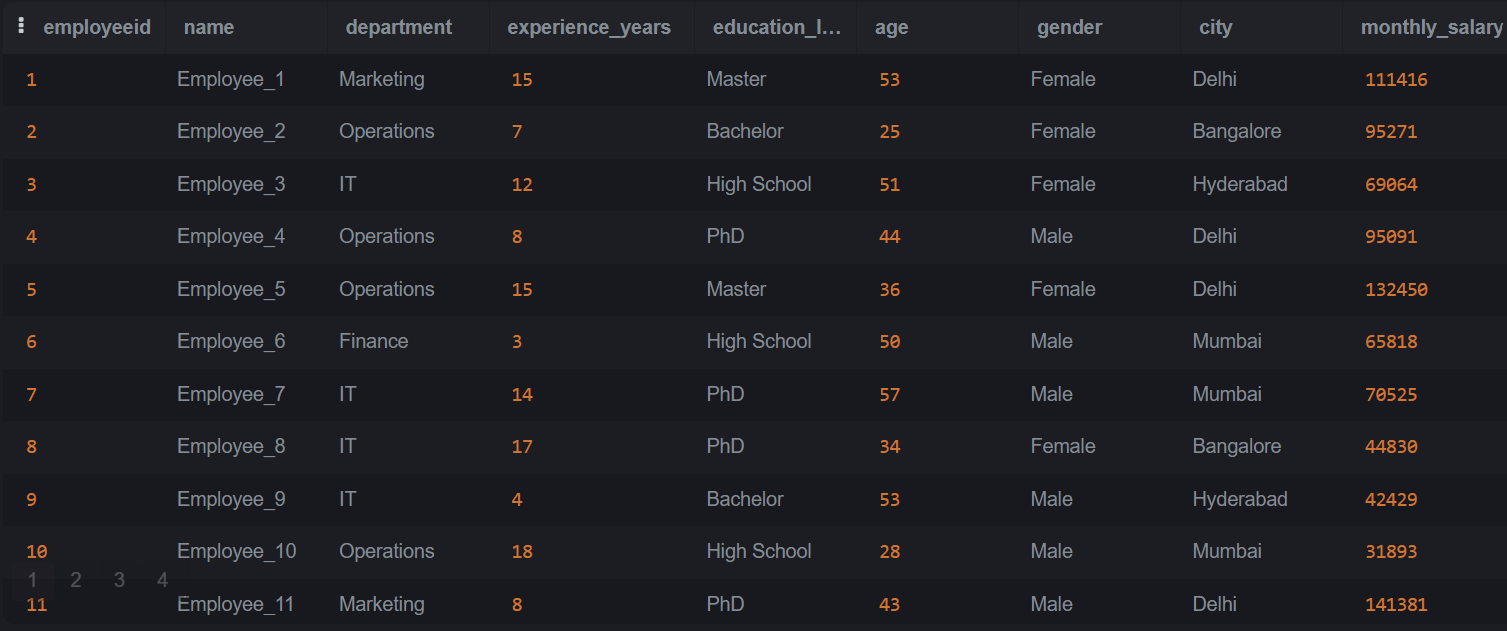 employeeid name department experience_years education_l... age gender city monthly_salary
1 Employee_1 Marketing 15 Master 53 Female Delhi 111416
2 Employee_2 Operations 7 Bachelor 25 Female Bangalore 95271
3 Employee_3 IT 12 High School 51 Female Hyderabad 69064
4 Employee_4 Operations 8 PhD 44 Male Delhi 95091
5 Employee_5 Operations 15 Master 36 Female Delhi 132450
6 Employee_6 Finance 3 High School 50 Male Mumbai 65818
7 Employee_7 IT 14 PhD 57 Male Mumbai 70525
8 Employee_8 IT 17 PhD 34 Female Bangalore 44830
9 Employee_9 IT 4 Bachelor 53 Male Hyderabad 42429
10 Employee_10 Operations 18 High School 28 Male Mumbai 31893
1 2 3 4
11 Employee_11 Marketing 8 PhD 43 Male Delhi 141381